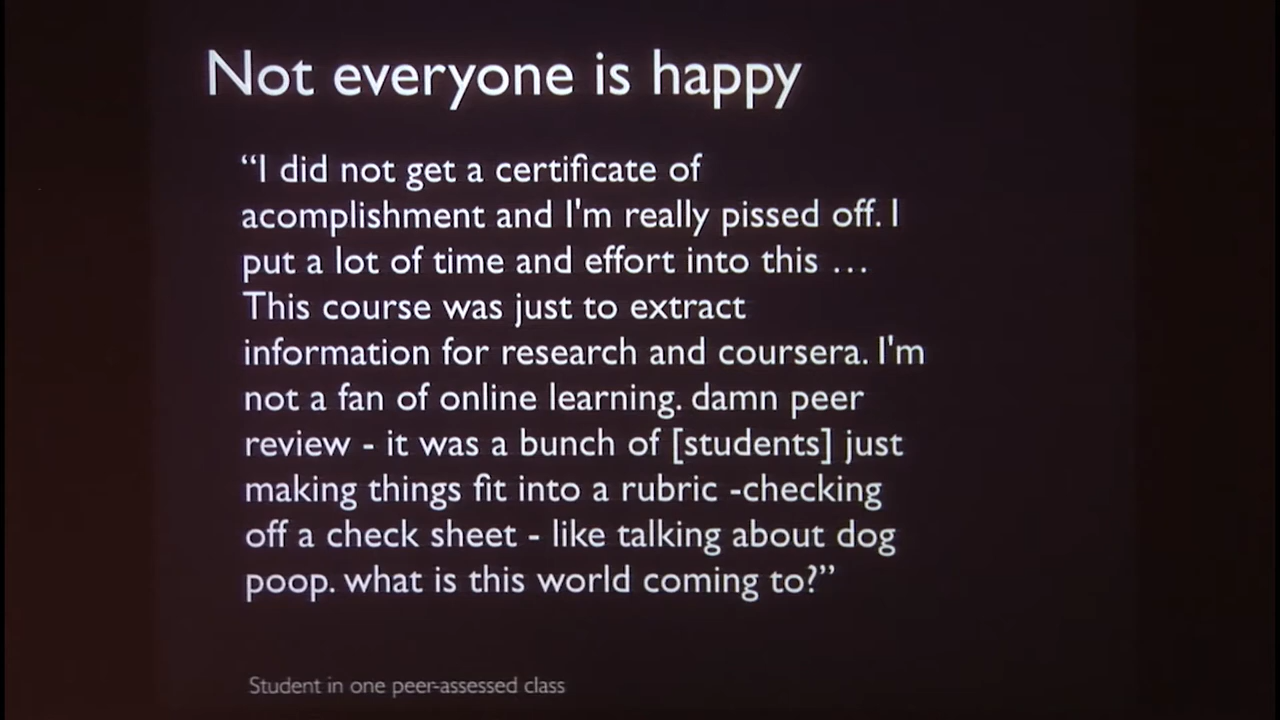 Not everyone is happy
“I did not get a certificate of
acomplishment and I'm really pissed off. I
put a lot of time and effort into this …
This course was just to extract
information for research and coursera. I'm
not a fan of online learning. damn peer
review - it was a bunch of [students] just
making things fit into a rubric -checking
off a check sheet - like talking about dog
poop. what is this world coming to?”
Student in one peer-assessed class